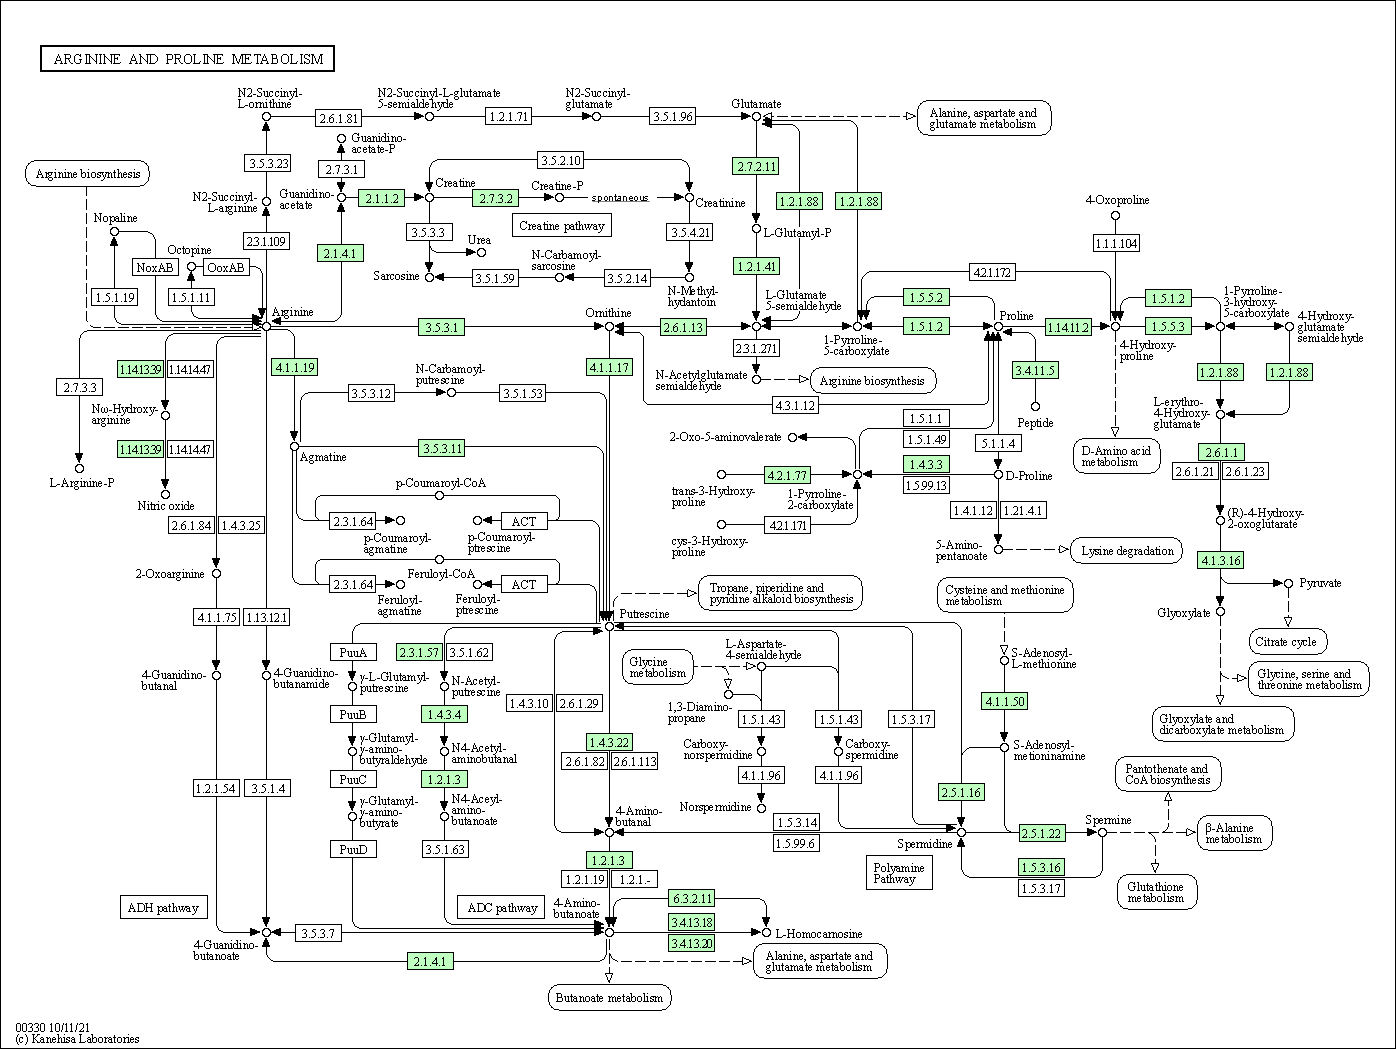 ARGININE AND PROLINE METABOLISM
N2-Succinyl-
L-ornithine
N2-Succinyl-L-glutamate
5-semialdehyde
N2-Succinyl-
glutamate
Glutamate
2.6.1.81
1.2.1.71
3.5.1.96
Alanine, aspartate and
glutamate metabolism
Guanidino-
acetate-P
3.5.3.23
2.7.3.1
3.5.2.10
2.7.2.11
Arginine biosynthesis
N2-Succinyl-
L-arginine
Guanidino-
acetate
2.1.1.2
Creatine
2.7.3.2
Creatine-P
spontaneous
Creatinine
1.2.1.88
1.2.1.88
4-Oxoproline
Nopaline
2.3.1.109
3.5.3.3
Urea
Creatine pathway
3.5.4.21
L-Glutamyl-P
1.1.1.104
Octopine
2.1.4.1
NoxAB
OoxAB
Sarcosine
3.5.1.59
N-Carbamoyl-
sarcosine
3.5.2.14
1.2.1.41
4.2.1.172
1.5.1.19
1.5.1.11
N-Methyl-
hydantoin
L-Glutamate
5-semialdehyde
1.5.5.2
1.5.1.2
1-Pyrroline-
3-hydroxy-
5-carboxylate
Arginine
3.5.3.1
Ornithine
2.6.1.13
1.5.1.2
Proline
1.14.11.2
1.5.5.3
4-Hydroxy-
glutamate
semialdehyde
2.3.1.271
1-Pyrroline-
5-carboxylate
4-Hydroxy-
proline
1.14.13.39
1.14.14.47
4.1.1.19
4.1.1.17
3.4.11.5
1.2.1.88
1.2.1.88
2.7.3.3
N-Carbamoyl-
putrescine
N-Acetylglutamate
semialdehyde
Arginine biosynthesis
3.5.3.12
3.5.1.53
4.3.1.12
Nω-Hydroxy-
arginine
Peptide
L-erythro-
4-Hydroxy-
glutamate
1.5.1.1
1.5.1.49
2-Oxo-5-aminovalerate
5.1.1.4
D-Amino acid
metabolism
1.14.13.39
1.14.14.47
Agmatine
3.5.3.11
2.6.1.1
2.6.1.21
2.6.1.23
L-Arginine-P
4.2.1.77
1.4.3.3
1.5.99.13
D-Proline
p-Coumaroyl-CoA
trans-3-Hydroxy-
proline
1-Pyrroline-
2-carboxylate
Nitric oxide
1.4.1.12
1.21.4.1
(R)-4-Hydroxy-
2-oxoglutarate
2.6.1.84
1.4.3.25
2.3.1.64
ACT
4.2.1.171
p-Coumaroyl-
agmatine
p-Coumaroyl-
ptrescine
cys-3-Hydroxy-
proline
5-Amino-
pentanoate
Lysine degradation
4.1.3.16
2-Oxoarginine
Feruloyl-CoA
2.3.1.64
ACT
Feruloyl-
agmatine
Feruloyl-
ptrescine
Tropane, piperidine and
pyridine alkaloid biosynthesis
Cysteine and methionine
metabolism
Pyruvate
4.1.1.75
1.13.12.1
Putrescine
Glyoxylate
Citrate cycle
PuuA
2.3.1.57
3.5.1.62
Glycine
metabolism
L-Aspartate-
4-semialdehyde
S-Adenosyl-
L-methionine
4-Guanidino-
butanal
4-Guanidino-
butanamide
γ-L-Glutamyl-
putrescine
N-Acetyl-
putrescine
Glycine, serine and
threonine metabolism
1.4.3.10
2.6.1.29
1,3-Diamino-
propane
4.1.1.50
PuuB
1.4.3.4
1.5.1.43
1.5.1.43
1.5.3.17
Glyoxylate and
dicarboxylate metabolism
γ-Glutamyl-
γ-amino-
butyraldehyde
N4-Acetyl-
aminobutanal
1.4.3.22
2.6.1.82
2.6.1.113
Carboxy-
norspermidine
Carboxy-
spermidine
S-Adenosyl-
metioninamine
PuuC
1.2.1.3
4.1.1.96
4.1.1.96
Pantothenate and
CoA biosynthesis
1.2.1.54
3.5.1.4
γ-Glutamyl-
γ-amino-
butyrate
N4-Aceyl-
amino-
butanoate
Norspermidine
2.5.1.16
4-Amino-
butanal
1.5.3.14
1.5.99.6
Spermidine
2.5.1.22
Spermine
β-Alanine
metabolism
PuuD
3.5.1.63
1.2.1.3
1.2.1.19
1.2.1.-
Polyamine
Pathway
1.5.3.16
1.5.3.17
Glutathione
metabolism
ADH pathway
ADC pathway
4-Amino-
butanoate
6.3.2.11
3.4.13.18
3.4.13.20
L-Homocarnosine
3.5.3.7
4-Guanidino-
butanoate
2.1.4.1
Alanine, aspartate and
glutamate metabolism
Butanoate metabolism
00330 10/11/21
(c) Kanehisa Laboratories